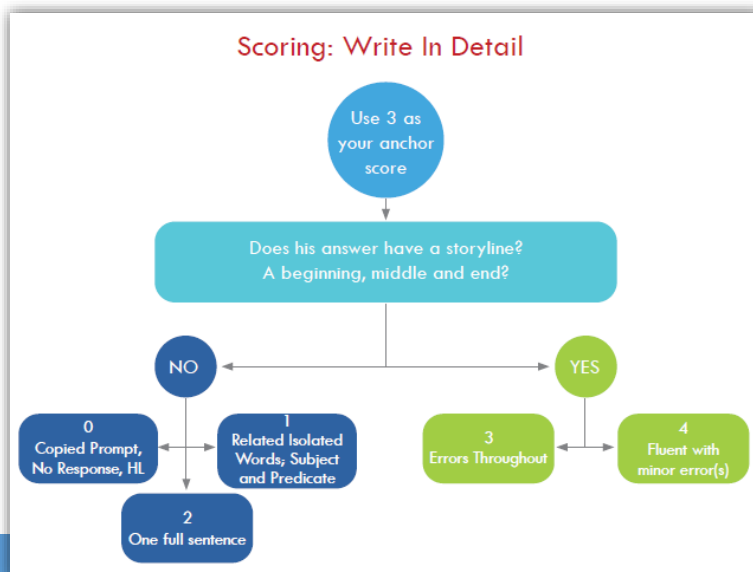 Scoring: Write In Detail
Use 3 as
your anchor
score
Does his answer have a storyline?
A beginning, middle and end?
NO
YES
0
Copied Prompt,
No Response, HL
1
Related Isolated
Words; Subject
and Predicate
2
One full sentence
3
Errors Throughout
4
Fluent with
minor error(s)